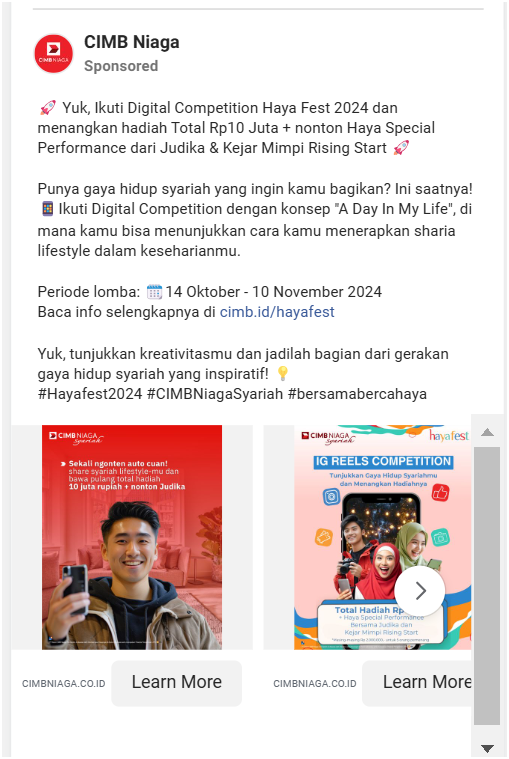 CIMB Niaga
CIMB NIAGA
Sponsored
🚀 Yuk, Ikuti Digital Competition Haya Fest 2024 dan
menangkan hadiah Total Rp10 Juta + nonton Haya Special
Performance dari Judika & Kejar Mimpi Rising Start 🚀
Punya gaya hidup syariah yang ingin kamu bagikan? Ini saatnya!
📱 Ikuti Digital Competition dengan konsep "A Day In My Life", di
mana kamu bisa menunjukkan cara kamu menerapkan sharia
lifestyle dalam keseharianmu.
Periode lomba: 🗓️ 14 Oktober - 10 November 2024
Baca info selengkapnya di cimb.id/hayafest
Yuk, tunjukkan kreativitasmu dan jadilah bagian dari gerakan
gaya hidup syariah yang inspiratif! 💡
#Hayafest2024 #CIMBNiagaSyariah #bersamabercahaya
CIMB NIAGA
Syariah
Sekali ngonten auto cuan!
share syariah lifestyle-mu dan
bawa pulang total hadiah
10 juta rupiah + nonton Judika
CIMBNIAGA.CO.ID
Learn More
CIMB NIAGA
Syariah
hayafest
IG REELS COMPETITION
Tunjukkan Gaya Hidup Syariahmu
dan Menangkan Hadiahnya
Total Hadiah Rp
+ Haya Special Performance
Bersama Judika dan
Kejar Mimpi Rising Start
CIMBNIAGA.CO.ID
Learn More